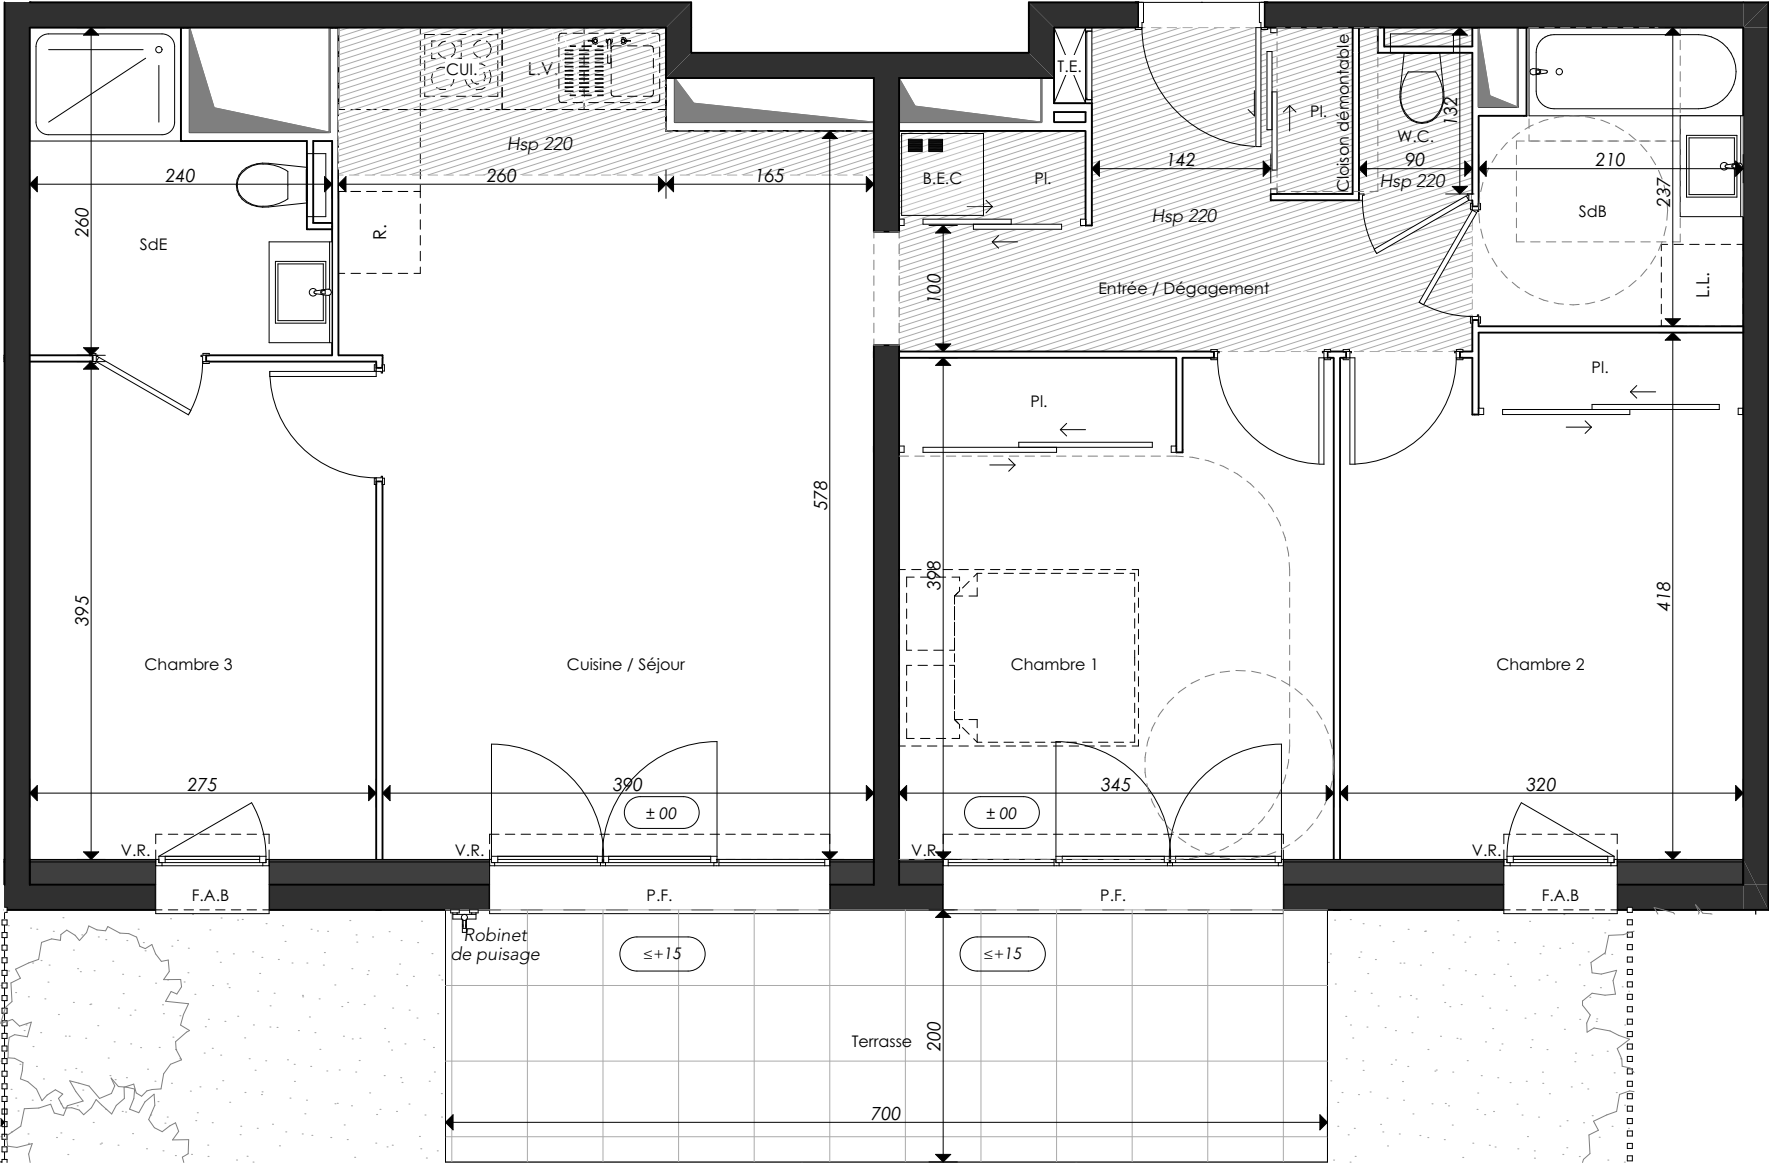 CUI.
L.V.
T.E.
Pl.
Cloison démontable
132
W.C.
Hsp 220
142
90
Hsp 220
210
240
260
165
B.E.C
Pl.
Hsp 220
237
SdB
260
SdE
R.
100
Entrée / Dégagement
L.L.
Pl.
Pl.
578
398
395
418
Chambre 3
Cuisine / Séjour
Chambre 1
Chambre 2
275
390
345
320
± 00
± 00
V.R.
V.R.
V.R.
V.R.
F.A.B
P.F.
P.F.
F.A.B
Robinet
de puisage
≤+15
≤+15
Terrasse
200
700